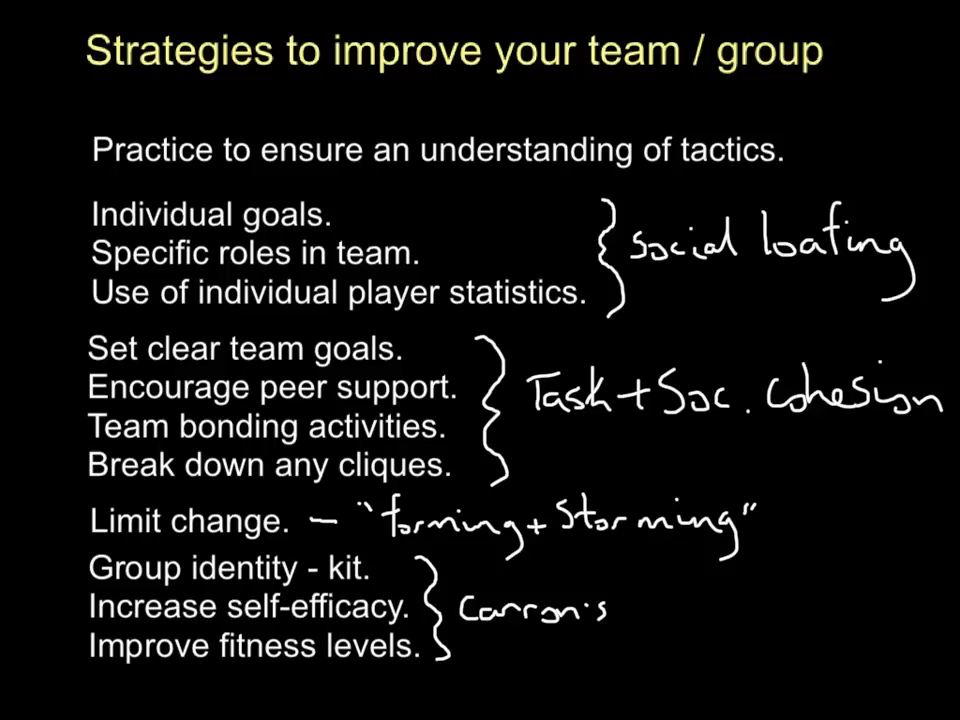 Strategies to improve your team / group
Practice to ensure an understanding of tactics.
Individual goals.
Specific roles in team.
Use of individual player statistics.
social loafing
Set clear team goals.
Encourage peer support.
Team bonding activities.
Break down any cliques.
Task + Soc. Cohesion
Limit change. - "forming + storming"
Group identity - kit.
Increase self-efficacy.
Improve fitness levels.
Carron's